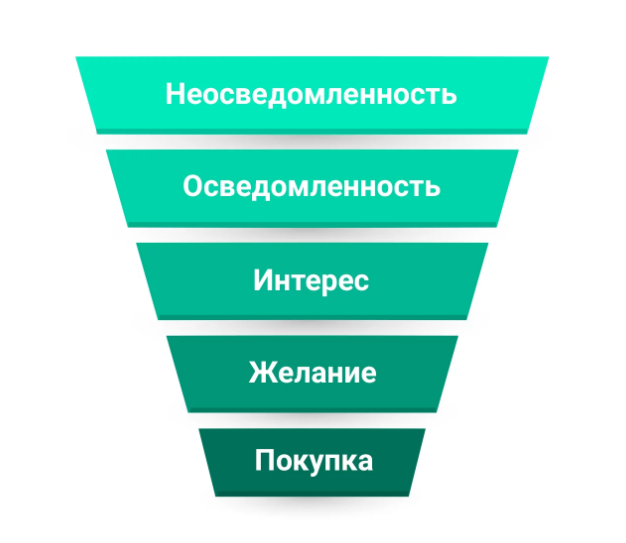 Неосведомленность
Осведомленность
Интерес
Желание
Покупка